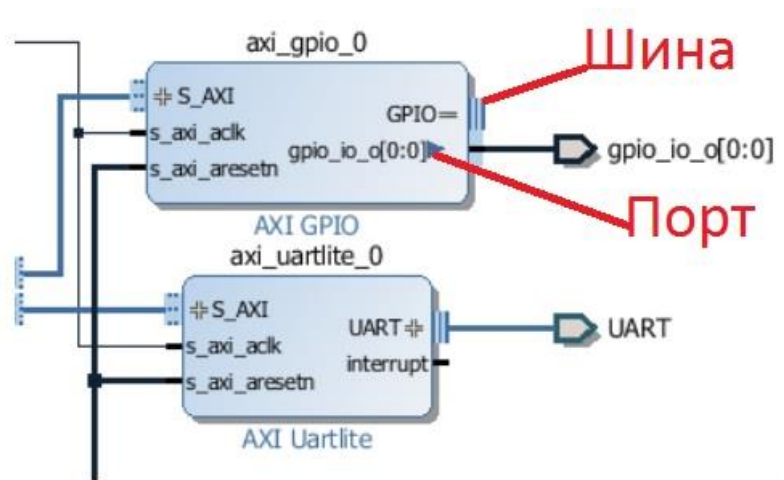 axi_gpio_0
Шина
S_AXI
GPIO
s_axi_aclk
gpio_io_o[0:0]
gpio_io_o[0:0]
s_axi_aresetn
Порт
AXI GPIO
axi_uartlite_0
S_AXI
UART
UART
s_axi_aclk
interrupt
s_axi_aresetn
AXI Uartlite